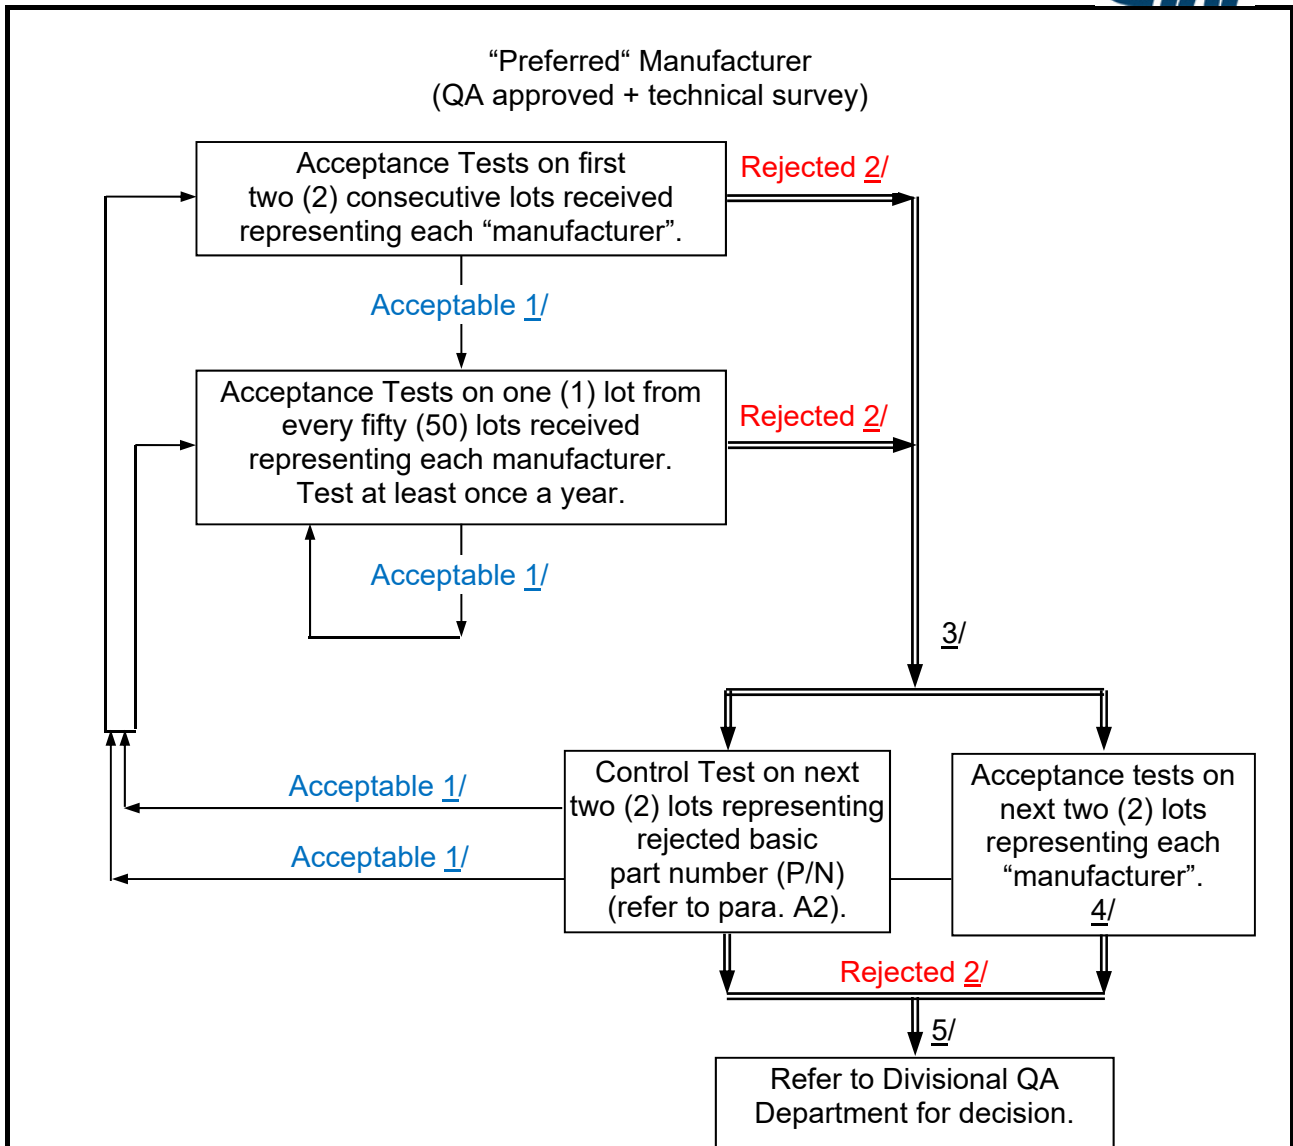 “Preferred“ Manufacturer
(QA approved + technical survey)
Acceptance Tests on first
two (2) consecutive lots received
representing each “manufacturer”.
Rejected 2/
Acceptable 1/
Acceptance Tests on one (1) lot from
every fifty (50) lots received
representing each manufacturer.
Test at least once a year.
Rejected 2/
Acceptable 1/
3/
Control Test on next
two (2) lots representing
rejected basic
part number (P/N)
(refer to para. A2).
Acceptance tests on
next two (2) lots
representing each
“manufacturer”.
4/
Acceptable 1/
Acceptable 1/
Rejected 2/
5/
Refer to Divisional QA
Department for decision.